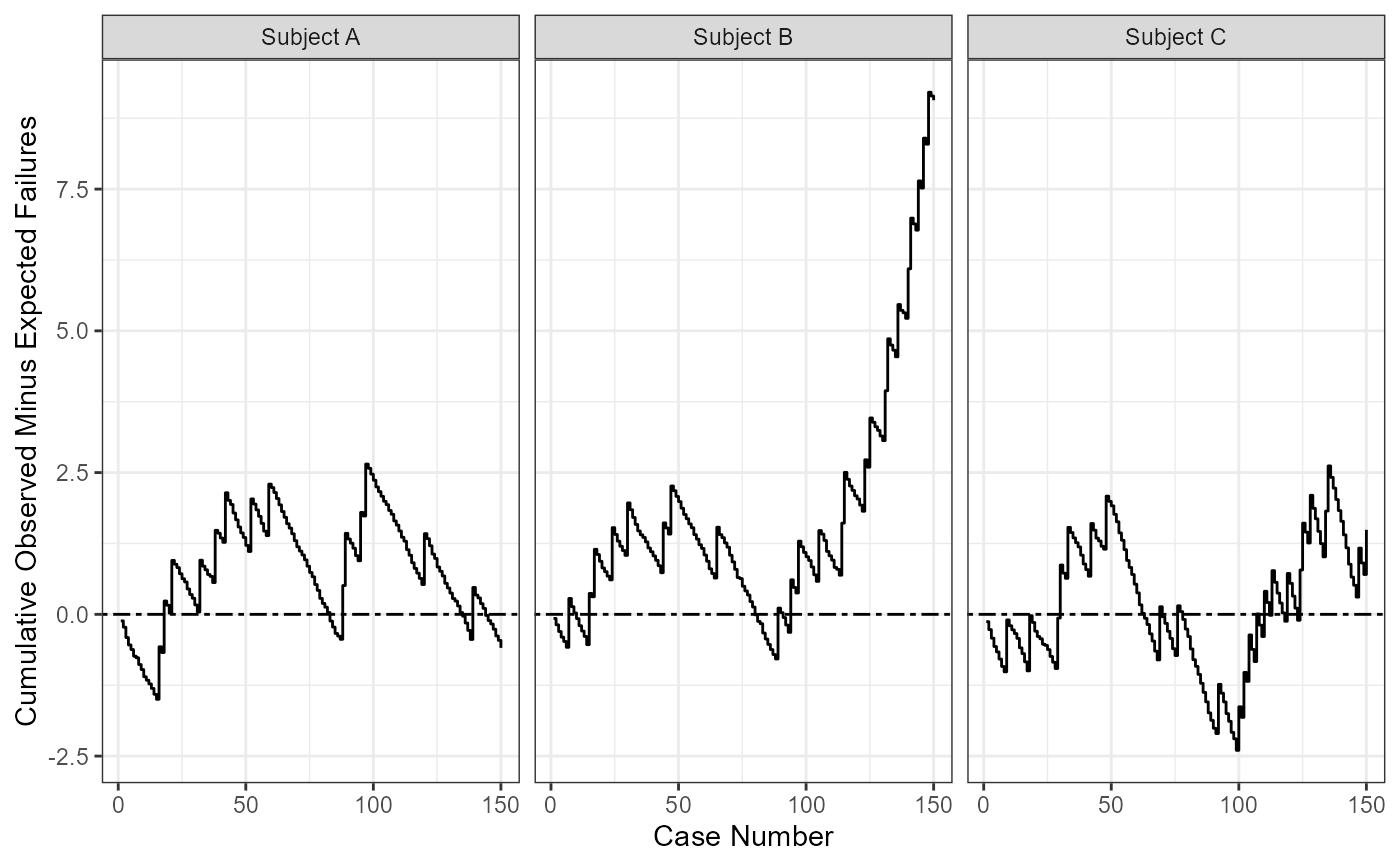 Subject A
Subject B
Subject C
Cumulative Observed Minus Expected Failures
7.5
5.0
2.5
0.0
-2.5
0 50 100 150
0 50 100 150
0 50 100 150
Case Number